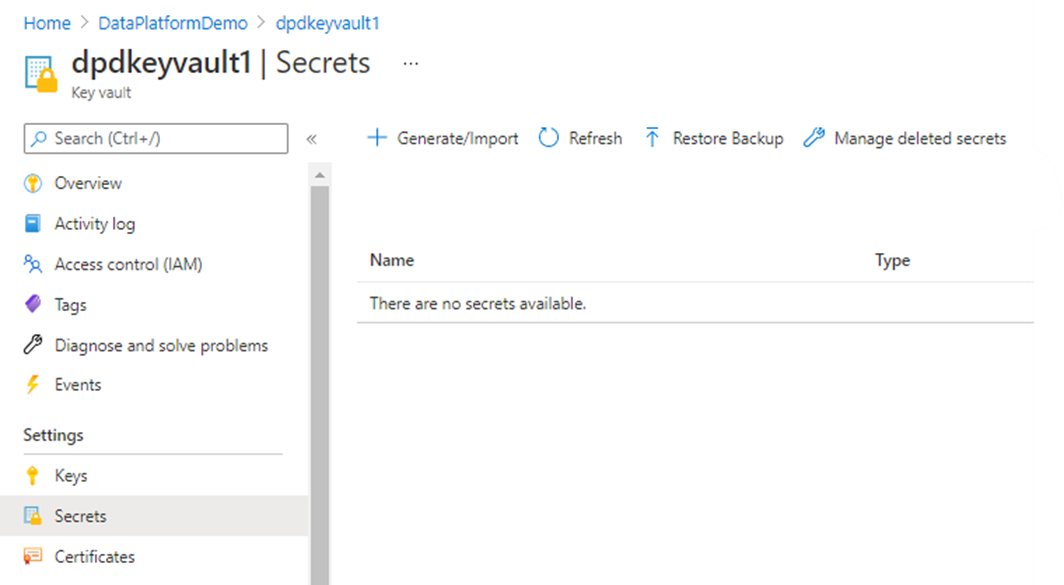 Home > DataPlatformDemo > dpdkeyvault1
dpdkeyvault1 | Secrets ...
Key vault
Search (Ctrl+/) «
Generate/Import Refresh Restore Backup Manage deleted secrets
Overview
Activity log
Access control (IAM)
Tags
Diagnose and solve problems
Events
Settings
Keys
Secrets
Certificates
Name Type
There are no secrets available.